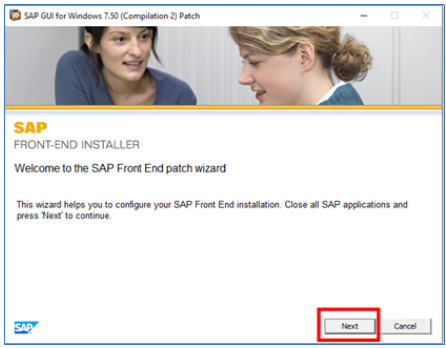 SAP GUI for Windows 7.50 (Compilation 2) Patch
SAP
FRONT-END INSTALLER
Welcome to the SAP Front End patch wizard
This wizard helps you to configure your SAP Front End installation. Close all SAP applications and
press 'Next' to continue.
SAP
Next
Cancel